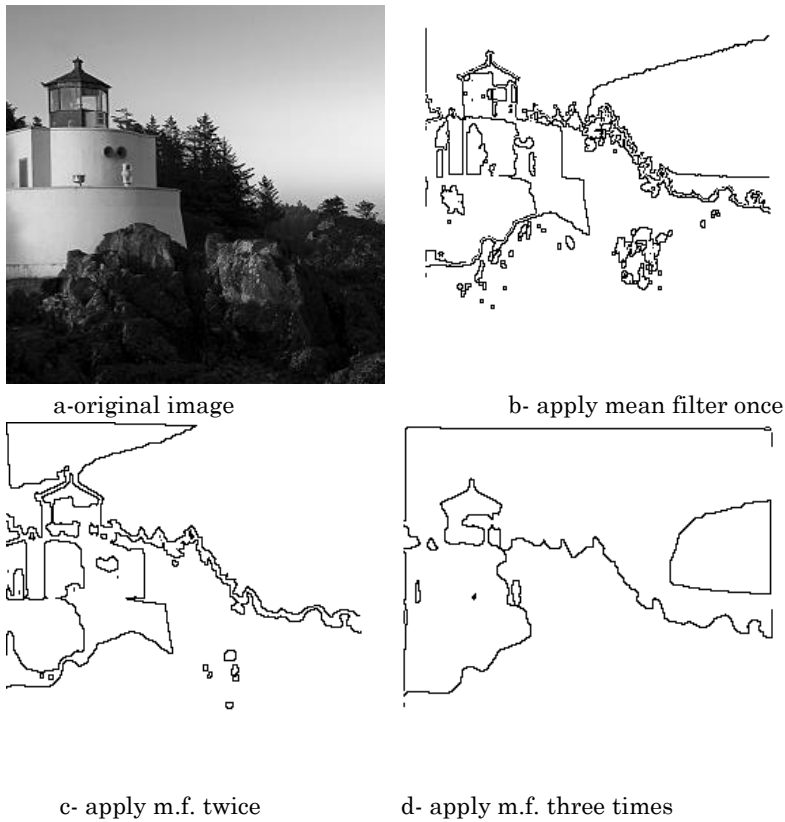 a-original image
b- apply mean filter once
c- apply m.f. twice
d- apply m.f. three times